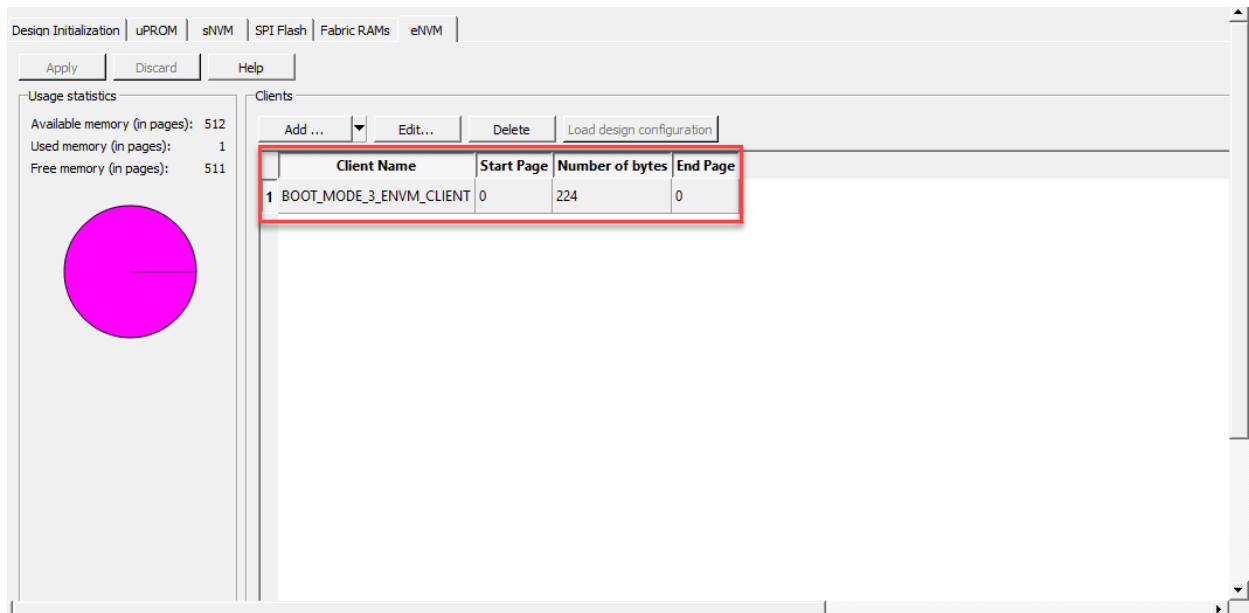 Design Initialization uPROM sNVM SPI Flash Fabric RAMs eNVM
Apply Discard Help
Usage statistics
Available memory (in pages): 512
Used memory (in pages): 1
Free memory (in pages): 511
Clients
Add ... Edit... Delete Load design configuration
Client Name Start Page Number of bytes End Page
1 BOOT_MODE_3_ENVM_CLIENT 0 224 0